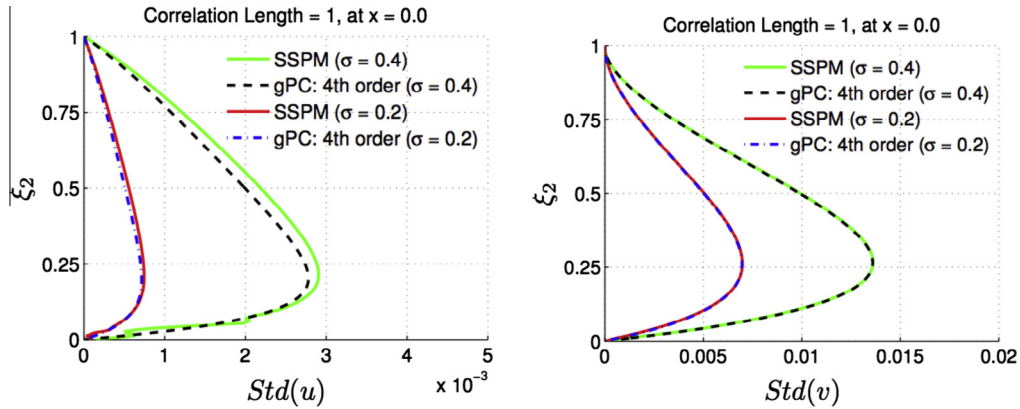 Correlation Length = 1, at x = 0.0
SSPM (σ = 0.4)
gPC: 4th order (σ = 0.4)
SSPM (σ = 0.2)
gPC: 4th order (σ = 0.2)
1
0.75
0.5
0.25
0
ξ2
0 1 2 3 4 5
x 10⁻³
Std(u)
Correlation Length = 1, at x = 0.0
SSPM (σ = 0.4)
gPC: 4th order (σ = 0.4)
SSPM (σ = 0.2)
gPC: 4th order (σ = 0.2)
1
0.75
0.5
0.25
0
ξ2
0 0.005 0.01 0.015 0.02
Std(v)